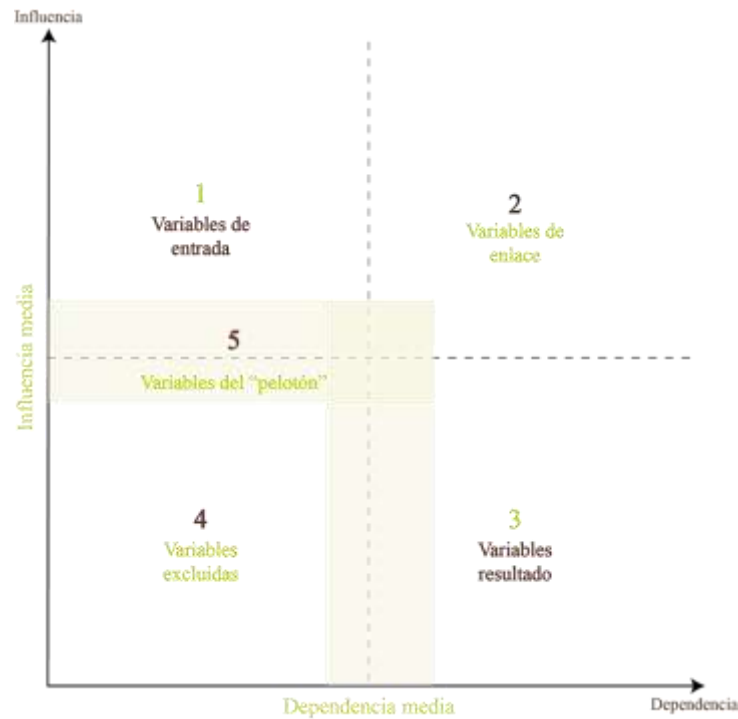 Influencia
1
Variables de
entrada
2
Variables de
enlace
Influencia media
5
Variables del “pelotón”
4
Variables
excluidas
3
Variables
resultado
Dependencia media
Dependencia